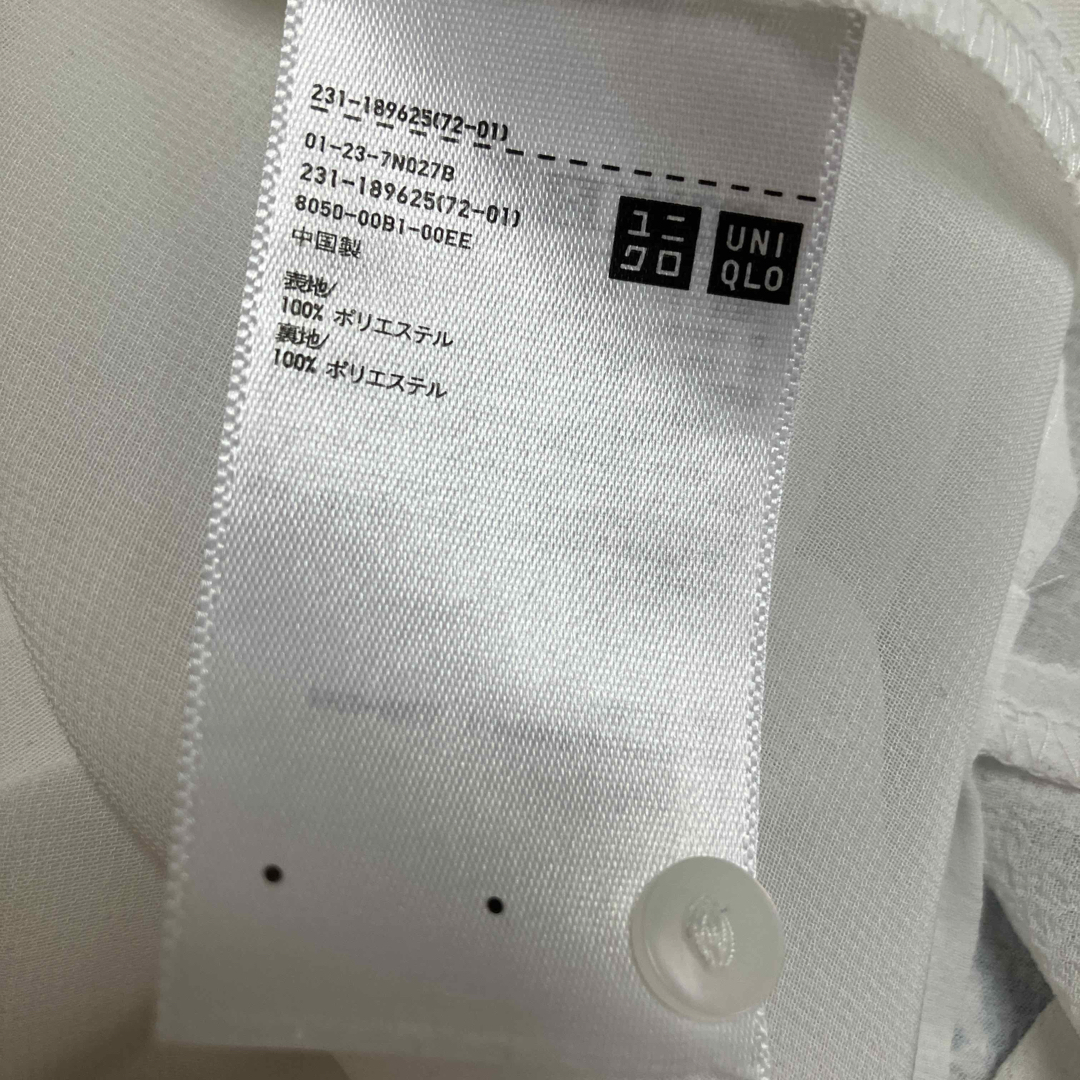 231-189625(72-01)
01-23-7N027B
231-189625(72-01)
8050-00B1-00EE
中国製
表地/
100% ポリエステル
裏地/
100% ポリエステル
ユニ
クロ
UNI
QLO